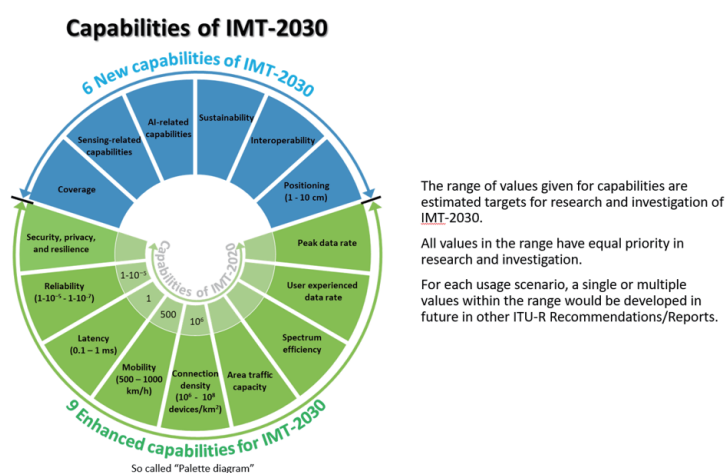 Capabilities of IMT-2030
6 New capabilities of IMT-2030
Coverage
Sensing-related
capabilities
AI-related
capabilities
Sustainability
Interoperability
Positioning
(1 - 10 cm)
Peak data rate
User experienced
data rate
Spectrum
efficiency
Area traffic
capacity
Connection
density
(10⁶ - 10⁸
devices/km²)
Mobility
(500 – 1000
km/h)
Latency
(0.1 – 1 ms)
Reliability
(1-10⁻⁵ - 1-10⁻⁷)
Security, privacy,
and resilience
Capabilities of IMT-2020
1-10⁻⁵
1
500
10⁶
9 Enhanced capabilities for IMT-2030
So called “Palette diagram”
The range of values given for capabilities are
estimated targets for research and investigation of
IMT-2030.
All values in the range have equal priority in
research and investigation.
For each usage scenario, a single or multiple
values within the range would be developed in
future in other ITU-R Recommendations/Reports.